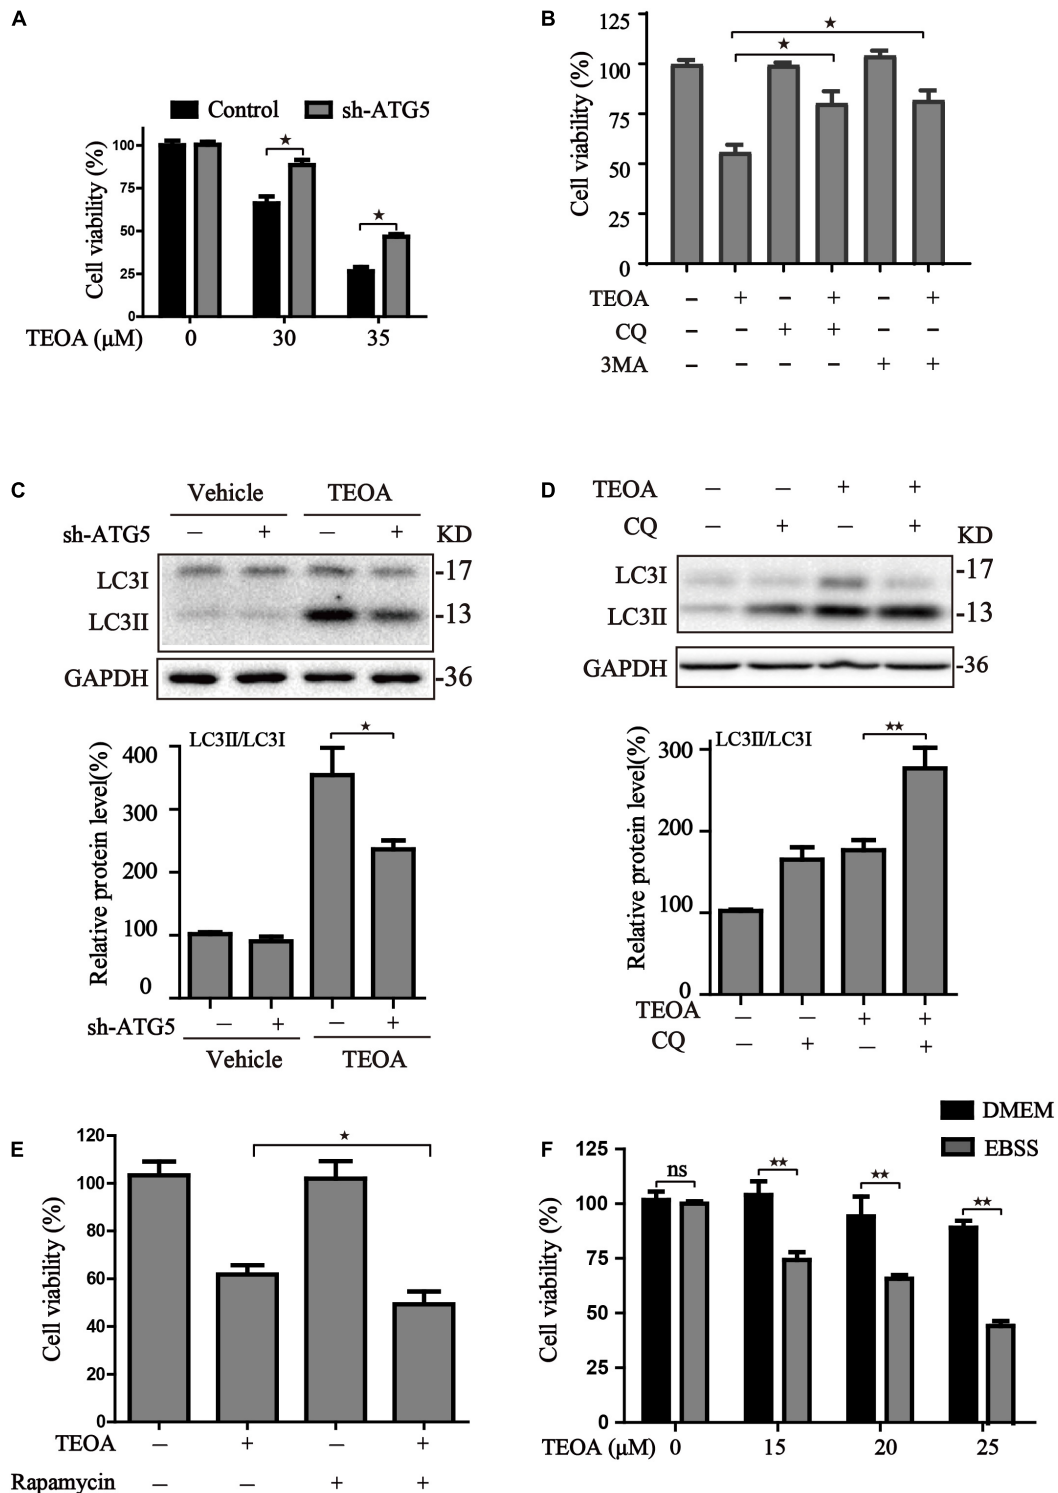 A
Control sh-ATG5
Cell viability (%)
100
75
50
25
0
★ ★
TEOA (μM) 0 30 35
B
Cell viability (%)
125
100
75
50
25
0
★
★
TEOA – + – + – +
CQ – – + + – –
3MA – – – – + +
C
Vehicle TEOA
sh-ATG5 – + – + KD
LC3I -17
LC3II -13
GAPDH -36
Relative protein level(%)
LC3II/LC3I
★
400
300
200
100
0
sh-ATG5 – + – +
Vehicle TEOA
D
TEOA – – + +
CQ – + – + KD
LC3I -17
LC3II -13
GAPDH -36
Relative protein level(%)
LC3II/LC3I
★★
300
200
100
0
TEOA – – + +
CQ – + – +
E
Cell viability (%)
120
100
80
60
40
20
0
★
TEOA – + – +
Rapamycin – – + +
F
DMEM
EBSS
Cell viability (%)
125
100
75
50
25
0
ns ★★ ★★ ★★
TEOA (μM) 0 15 20 25